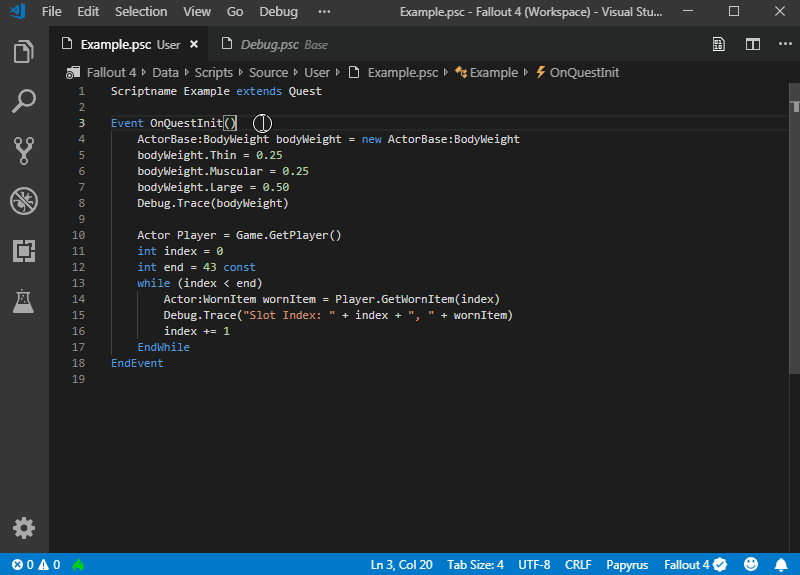 File Edit Selection View Go Debug ··· Example.psc - Fallout 4 (Workspace) - Visual Stu...
Example.psc User Debug.psc Base
Fallout 4 Data Scripts Source User Example.psc Example OnQuestInit
1 Scriptname Example extends Quest
2
3 Event OnQuestInit()
4 ActorBase:BodyWeight bodyWeight = new ActorBase:BodyWeight
5 bodyWeight.Thin = 0.25
6 bodyWeight.Muscular = 0.25
7 bodyWeight.Large = 0.50
8 Debug.Trace(bodyWeight)
9
10 Actor Player = Game.GetPlayer()
11 int index = 0
12 int end = 43 const
13 while (index < end)
14 Actor:WornItem wornItem = Player.GetWornItem(index)
15 Debug.Trace("Slot Index: " + index + ", " + wornItem)
16 index += 1
17 EndWhile
18 EndEvent
19
0 0 Ln 3, Col 20 Tab Size: 4 UTF-8 CRLF Papyrus Fallout 4